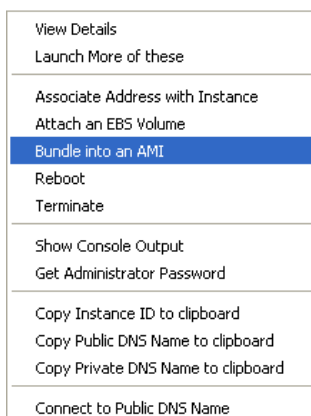 View Details
Launch More of these
Associate Address with Instance
Attach an EBS Volume
Bundle into an AMI
Reboot
Terminate
Show Console Output
Get Administrator Password
Copy Instance ID to clipboard
Copy Public DNS Name to clipboard
Copy Private DNS Name to clipboard
Connect to Public DNS Name